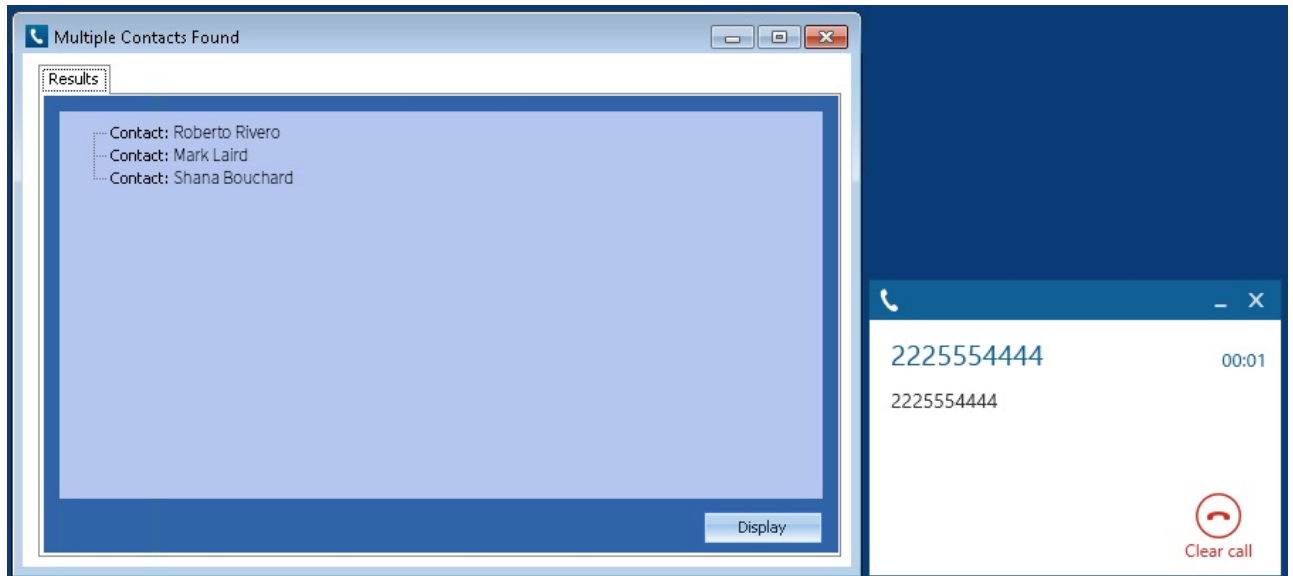 Multiple Contacts Found
Results
Contact: Roberto Rivero
Contact: Mark Laird
Contact: Shana Bouchard
Display
2225554444 00:01
2225554444
Clear call